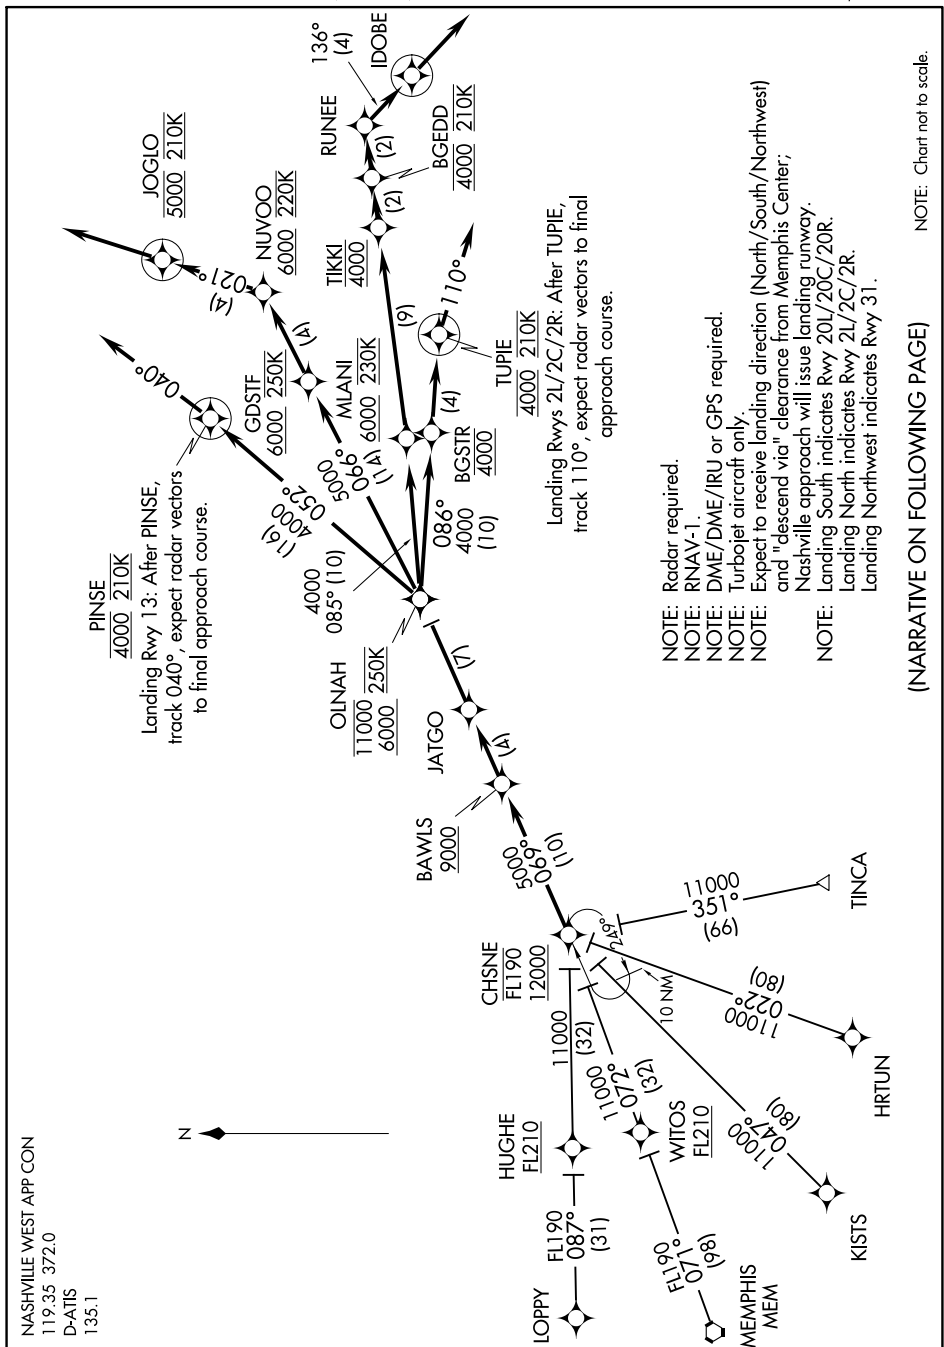 NASHVILLE WEST APP CON
119.35 372.0
D-ATIS
135.1
N
JOGLO
5000 210K
NUVOO
6000 220K
021°
(4)
(4)
RUNEE
136°
(4)
IDOBE
(2)
BGEDD
4000 210K
(2)
TIKKI
4000
(9)
040°
GDSTF
6000 250K
MLANI
6000 230K
5000
066°
(14)
PINSE
4000 210K
Landing Rwy 13: After PINSE,
track 040°, expect radar vectors
to final approach course.
4000
052°
(16)
4000
085° (10)
086°
4000
(10)
BGSTR
4000
(4)
110°
TUPIE
4000 210K
Landing Rwys 2L/2C/2R: After TUPIE,
track 110°, expect radar vectors to final
approach course.
OLNAH
11000 250K
6000
(7)
JATGO
(4)
BAWLS
9000
5000
069°
(10)
CHSNE
FL190
12000
249°
10 NM
HUGHE
FL210
11000
(32)
LOPPY
FL190
087°
(31)
WITOS
FL210
11000
072°
(32)
MEMPHIS
MEM
FL190
071°
(98)
KISTS
11000
047°
(80)
HRTUN
11000
022°
(80)
TINCA
11000
351°
(66)
NOTE: Radar required.
NOTE: RNAV-1.
NOTE: DME/DME/IRU or GPS required.
NOTE: Turbojet aircraft only.
NOTE: Expect to receive landing direction (North/South/Northwest)
and "descend via" clearance from Memphis Center;
Nashville approach will issue landing runway.
NOTE: Landing South indicates Rwy 20L/20C/20R.
Landing North indicates Rwy 2L/2C/2R.
Landing Northwest indicates Rwy 31.
NOTE: Chart not to scale.
(NARRATIVE ON FOLLOWING PAGE)